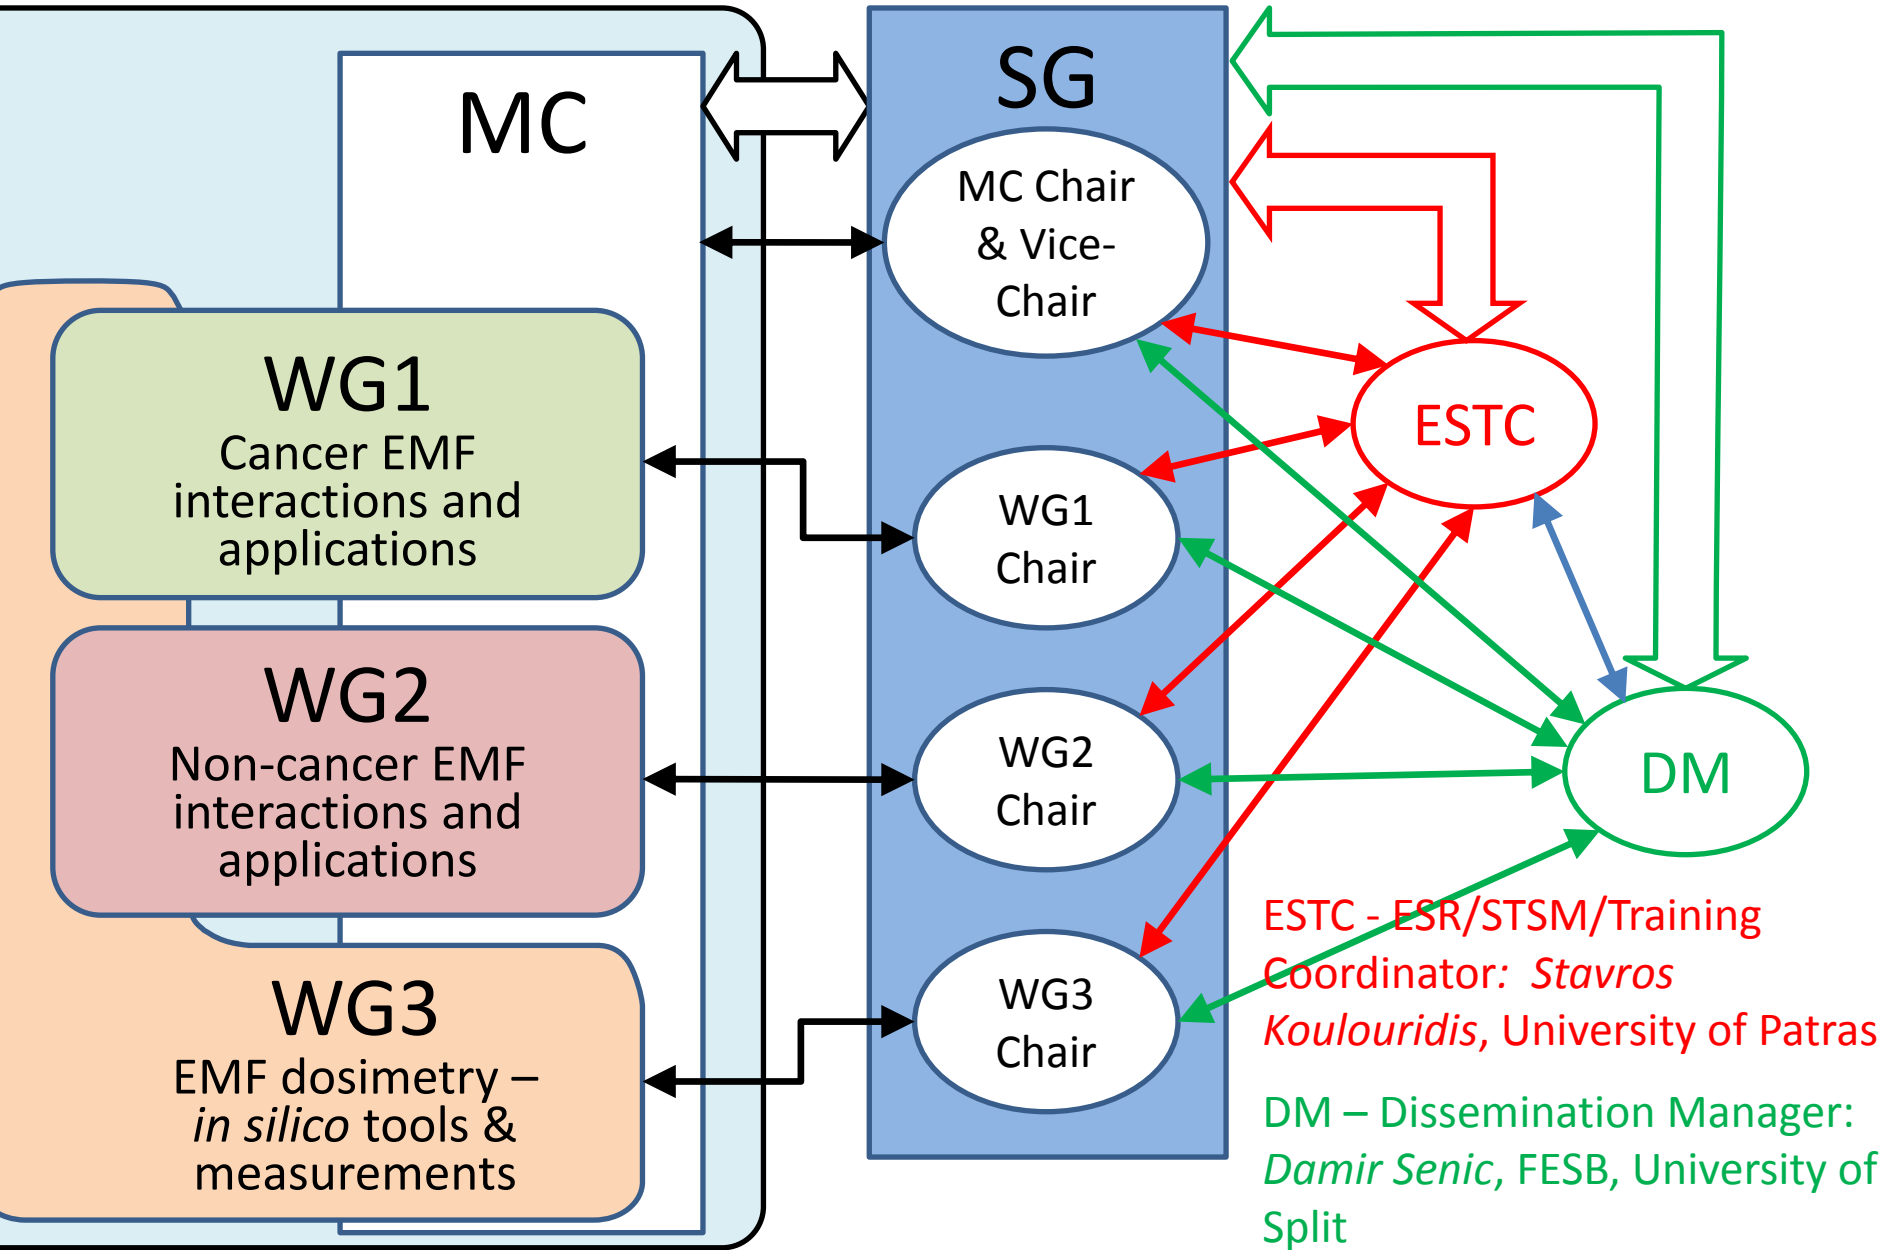 MC
WG1
Cancer EMF
interactions and
applications
WG2
Non-cancer EMF
interactions and
applications
WG3
EMF dosimetry –
in silico tools &
measurements
SG
MC Chair
& Vice-
Chair
WG1
Chair
WG2
Chair
WG3
Chair
ESTC
DM
ESTC - ESR/STSM/Training
Coordinator: Stavros
Koulouridis, University of Patras
DM – Dissemination Manager:
Damir Senic, FESB, University of
Split